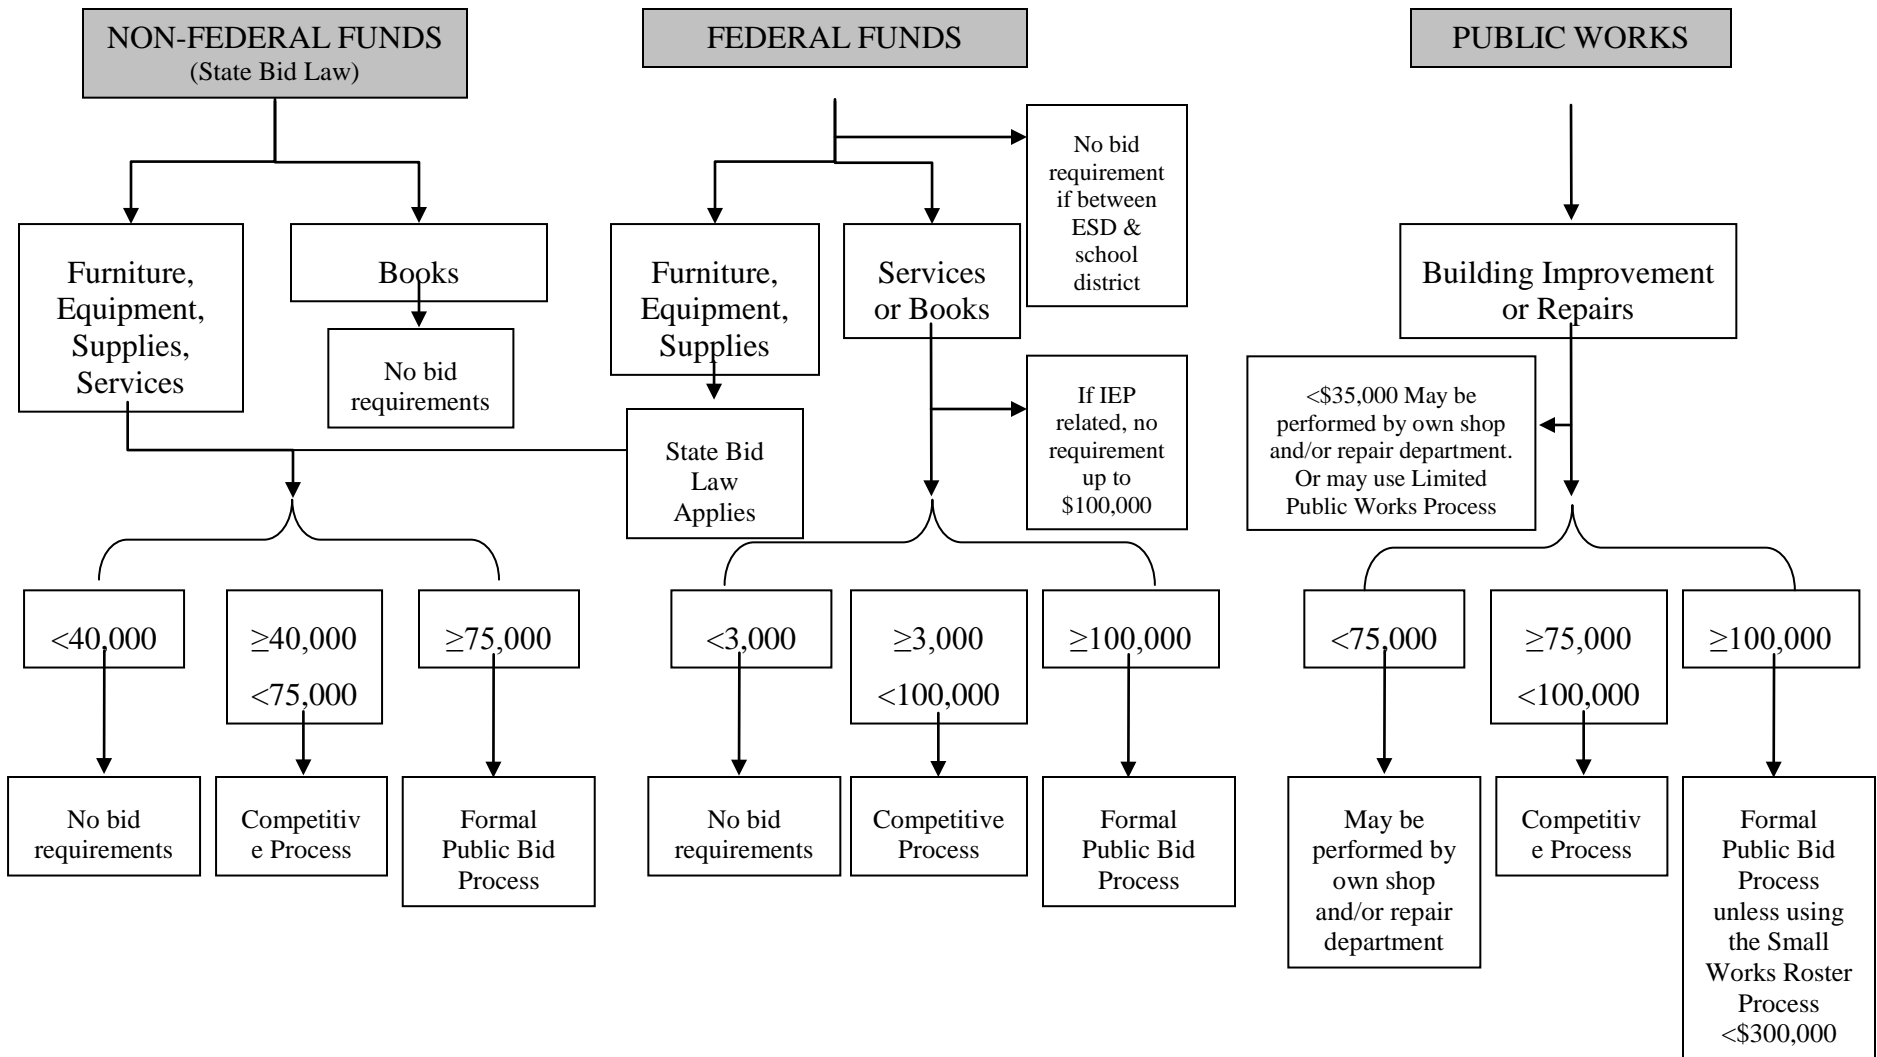 NON-FEDERAL FUNDS
(State Bid Law)
FEDERAL FUNDS
PUBLIC WORKS
No bid
requirement
if between
ESD &
school
district
Furniture,
Equipment,
Supplies,
Services
Books
No bid
requirements
Furniture,
Equipment,
Supplies
Services
or Books
Building Improvement
or Repairs
State Bid
Law
Applies
If IEP
related, no
requirement
up to
$100,000
<$35,000 May be
performed by own shop
and/or repair department.
Or may use Limited
Public Works Process
<40,000
≥40,000
<75,000
≥75,000
<3,000
≥3,000
<100,000
≥100,000
<75,000
≥75,000
<100,000
≥100,000
No bid
requirements
Competitiv
e Process
Formal
Public Bid
Process
No bid
requirements
Competitive
Process
Formal
Public Bid
Process
May be
performed by
own shop
and/or repair
department
Competitiv
e Process
Formal
Public Bid
Process
unless using
the Small
Works Roster
Process
<$300,000